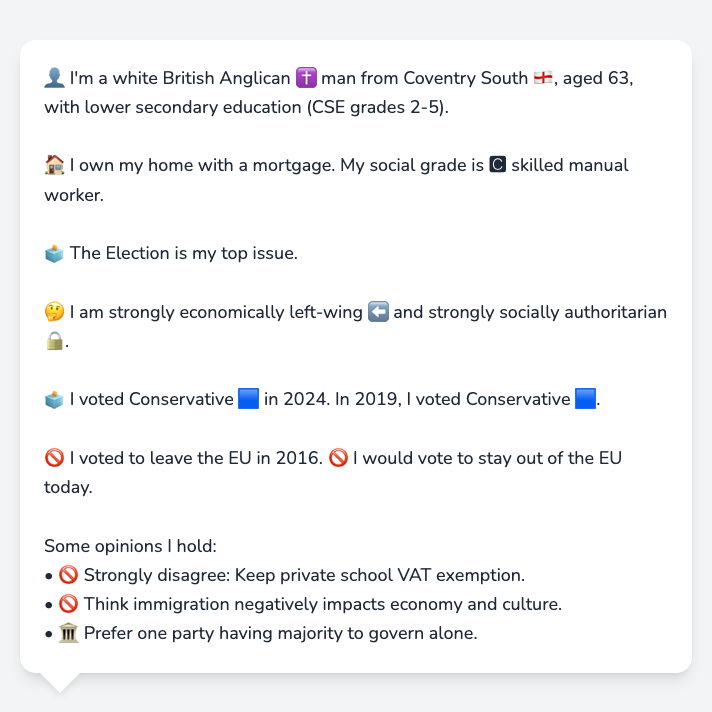 👤 I'm a white British Anglican ✝️ man from Coventry South 🏴󠁧󠁢󠁥󠁮󠁧󠁿, aged 63,
with lower secondary education (CSE grades 2-5).
🏠 I own my home with a mortgage. My social grade is 🅲 skilled manual
worker.
🗳️ The Election is my top issue.
🤔 I am strongly economically left-wing ⬅️ and strongly socially authoritarian
🔒.
🗳️ I voted Conservative 🟦 in 2024. In 2019, I voted Conservative 🟦.
🚫 I voted to leave the EU in 2016. 🚫 I would vote to stay out of the EU
today.
Some opinions I hold:
• 🚫 Strongly disagree: Keep private school VAT exemption.
• 🚫 Think immigration negatively impacts economy and culture.
• 🏛️ Prefer one party having majority to govern alone.